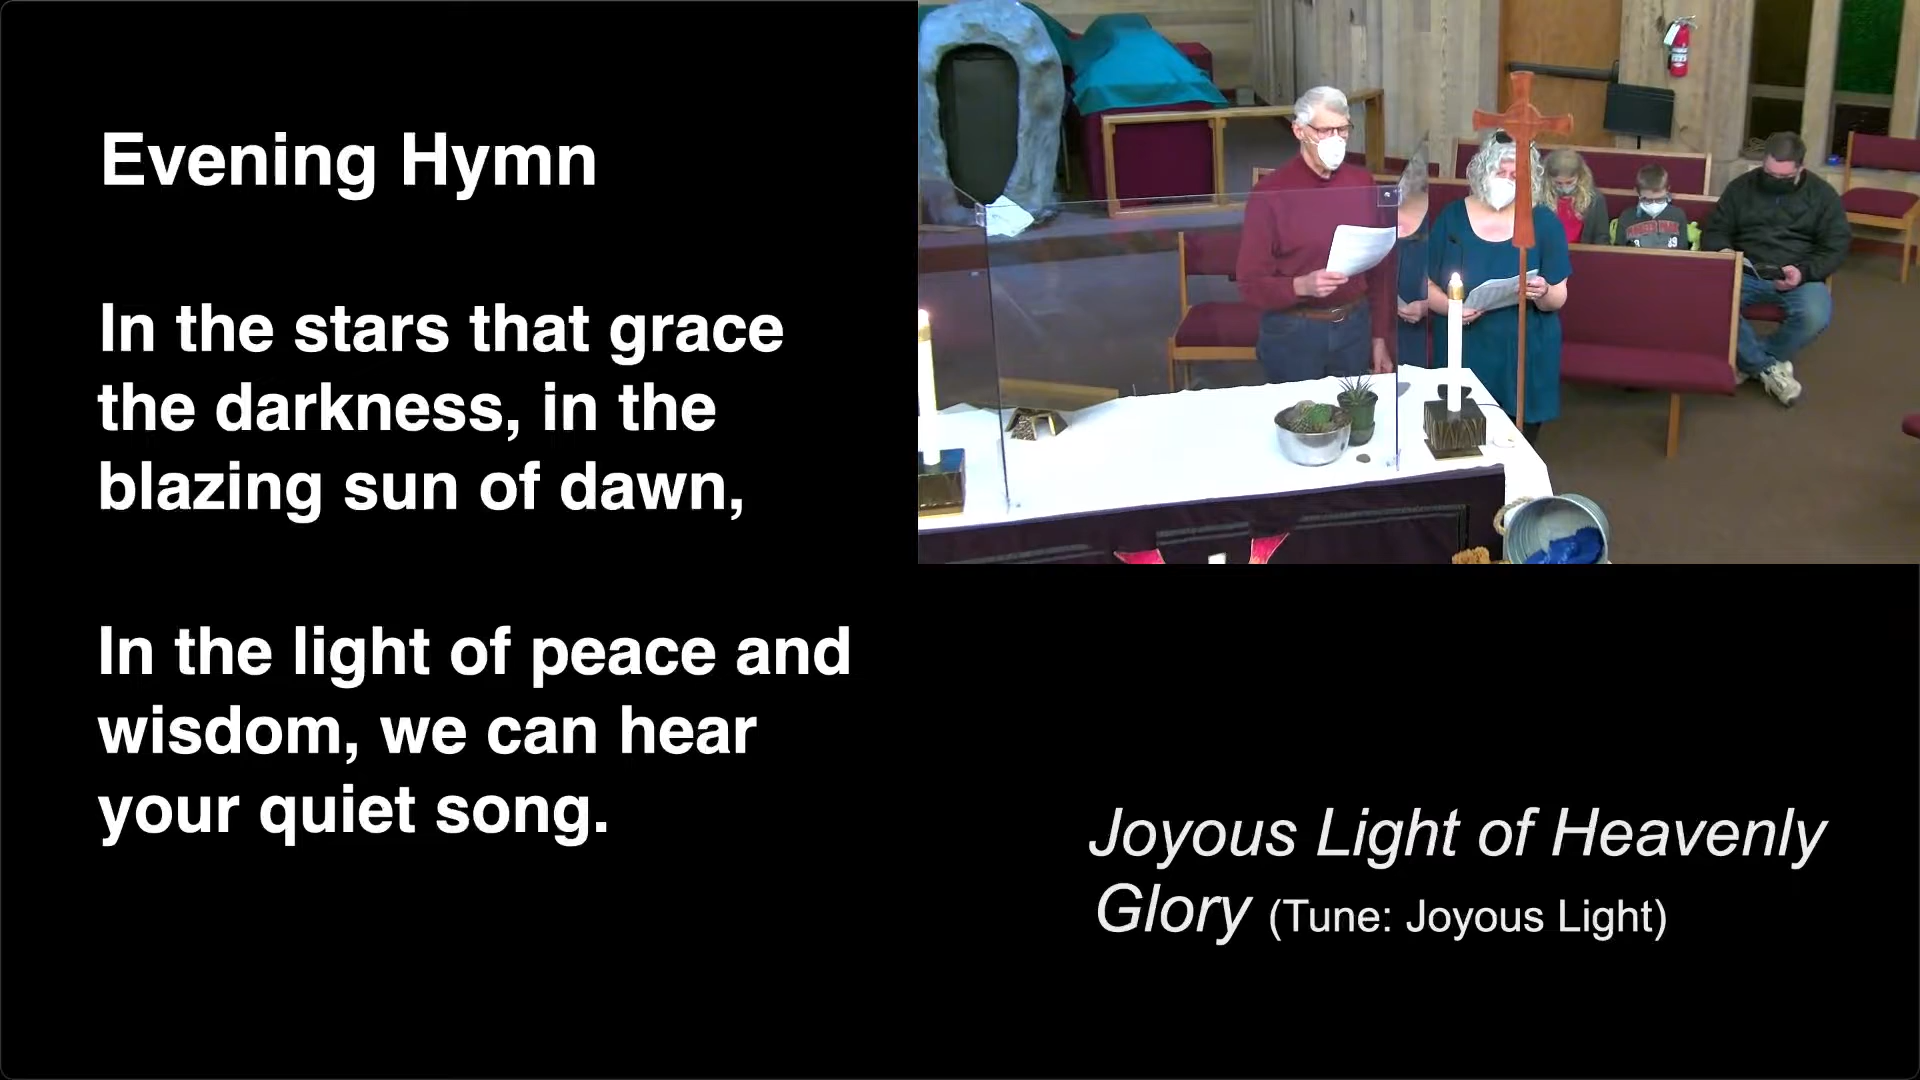 Evening Hymn
In the stars that grace
the darkness, in the
blazing sun of dawn,
In the light of peace and
wisdom, we can hear
your quiet song.
Joyous Light of Heavenly
Glory (Tune: Joyous Light)